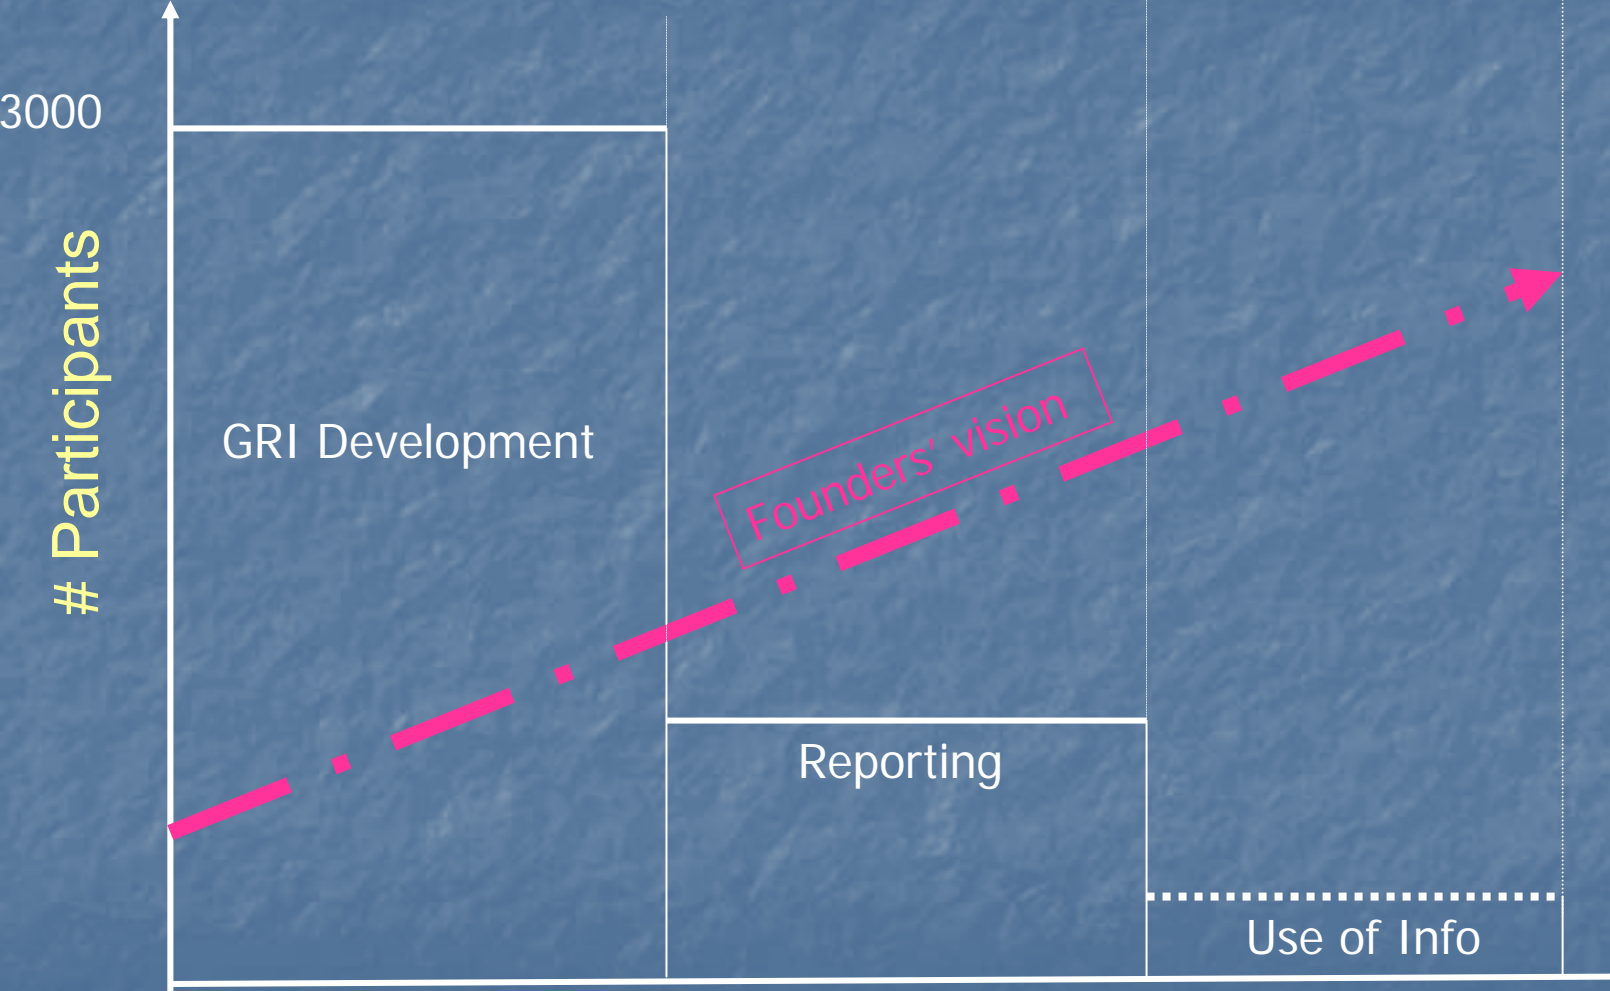 3000
# Participants
GRI Development
Founders' vision
Reporting
Use of Info